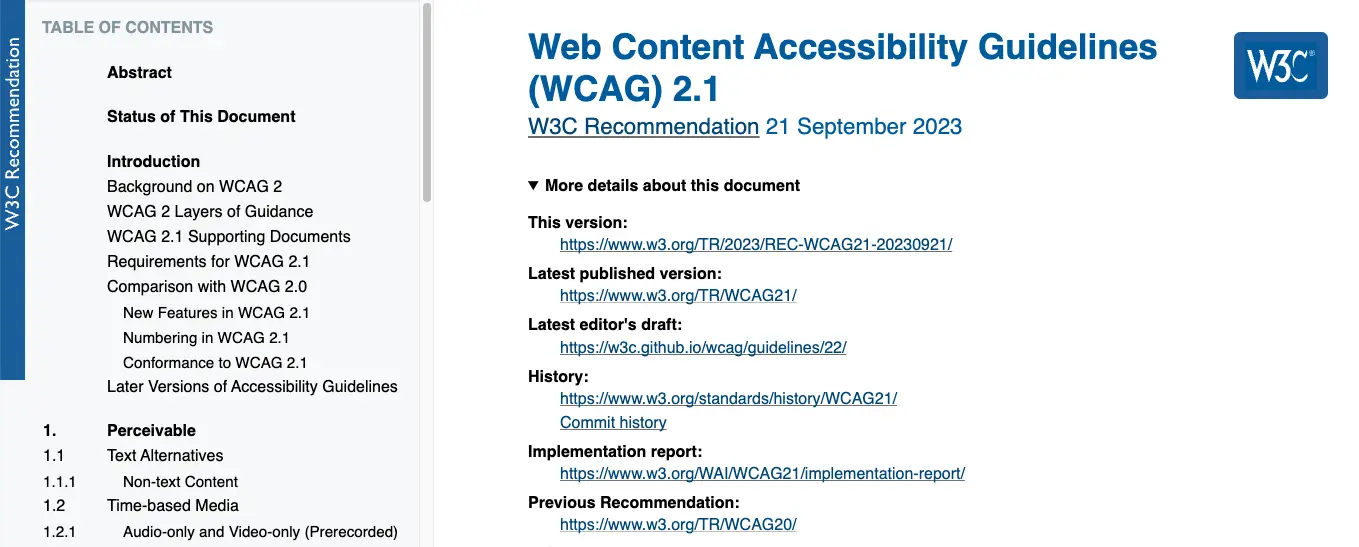 W3C Recommendation
TABLE OF CONTENTS
Abstract
Status of This Document
Introduction
Background on WCAG 2
WCAG 2 Layers of Guidance
WCAG 2.1 Supporting Documents
Requirements for WCAG 2.1
Comparison with WCAG 2.0
New Features in WCAG 2.1
Numbering in WCAG 2.1
Conformance to WCAG 2.1
Later Versions of Accessibility Guidelines
1. Perceivable
1.1 Text Alternatives
1.1.1 Non-text Content
1.2 Time-based Media
1.2.1 Audio-only and Video-only (Prerecorded)
Web Content Accessibility Guidelines
(WCAG) 2.1
W3C Recommendation 21 September 2023
W3C®
▼ More details about this document
This version:
https://www.w3.org/TR/2023/REC-WCAG21-20230921/
Latest published version:
https://www.w3.org/TR/WCAG21/
Latest editor's draft:
https://w3c.github.io/wcag/guidelines/22/
History:
https://www.w3.org/standards/history/WCAG21/
Commit history
Implementation report:
https://www.w3.org/WAI/WCAG21/implementation-report/
Previous Recommendation:
https://www.w3.org/TR/WCAG20/